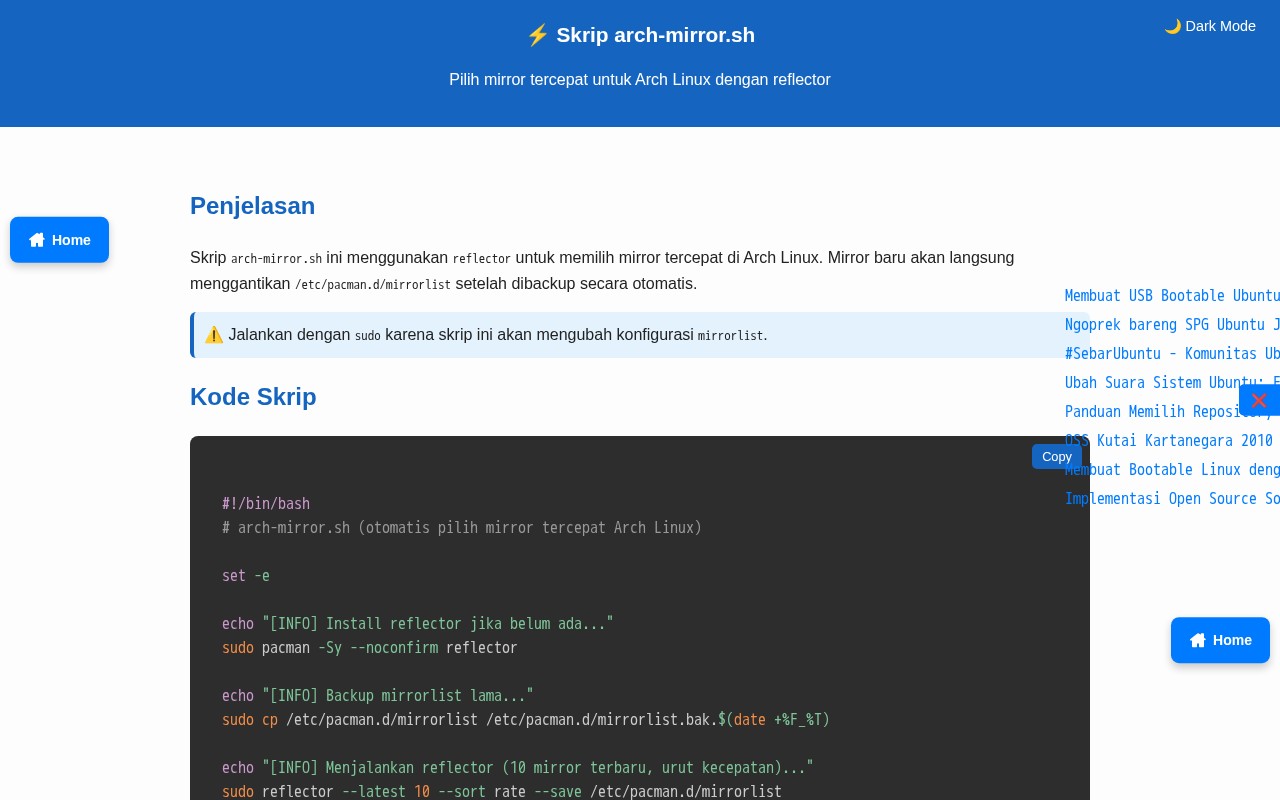 ⚡ Skrip arch-mirror.sh
🌙 Dark Mode
Pilih mirror tercepat untuk Arch Linux dengan reflector
Penjelasan
Home
Skrip arch-mirror.sh ini menggunakan reflector untuk memilih mirror tercepat di Arch Linux. Mirror baru akan langsung
menggantikan /etc/pacman.d/mirrorlist setelah dibackup secara otomatis.
⚠️ Jalankan dengan sudo karena skrip ini akan mengubah konfigurasi mirrorlist.
Membuat USB Bootable Ubuntu
Ngoprek bareng SPG Ubuntu J
#SebarUbuntu - Komunitas Ub
Ubah Suara Sistem Ubuntu: E
Panduan Memilih Repository,
OSS Kutai Kartanegara 2010
Membuat Bootable Linux deng
Implementasi Open Source So
❌
Kode Skrip
Copy
#!/bin/bash
# arch-mirror.sh (otomatis pilih mirror tercepat Arch Linux)
set -e
echo "[INFO] Install reflector jika belum ada..."
sudo pacman -Sy --noconfirm reflector
Home
echo "[INFO] Backup mirrorlist lama..."
sudo cp /etc/pacman.d/mirrorlist /etc/pacman.d/mirrorlist.bak.$(date +%F_%T)
echo "[INFO] Menjalankan reflector (10 mirror terbaru, urut kecepatan)..."
sudo reflector --latest 10 --sort rate --save /etc/pacman.d/mirrorlist